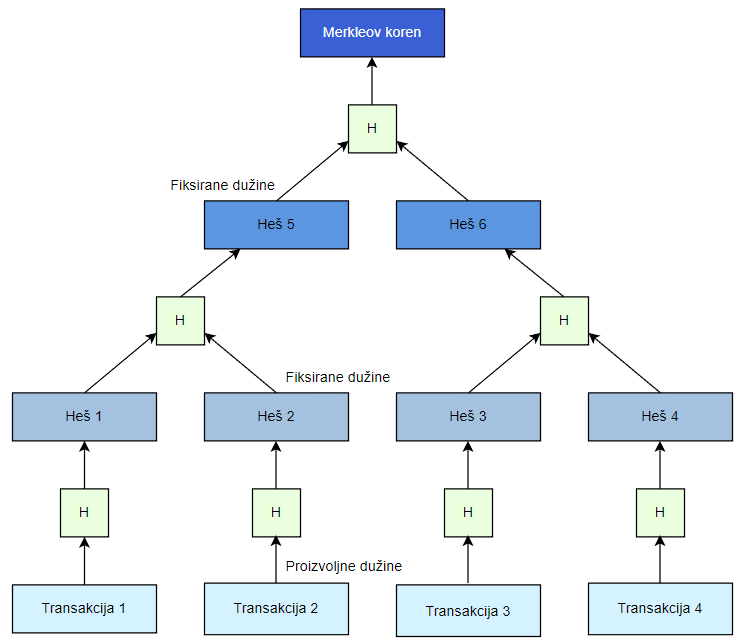 Merkleov koren
H
Fiksirane dužine
Heš 5
Heš 6
H
H
Fiksirane dužine
Heš 1
Heš 2
Heš 3
Heš 4
H
H
H
H
Proizvoljne dužine
Transakcija 1
Transakcija 2
Transakcija 3
Transakcija 4